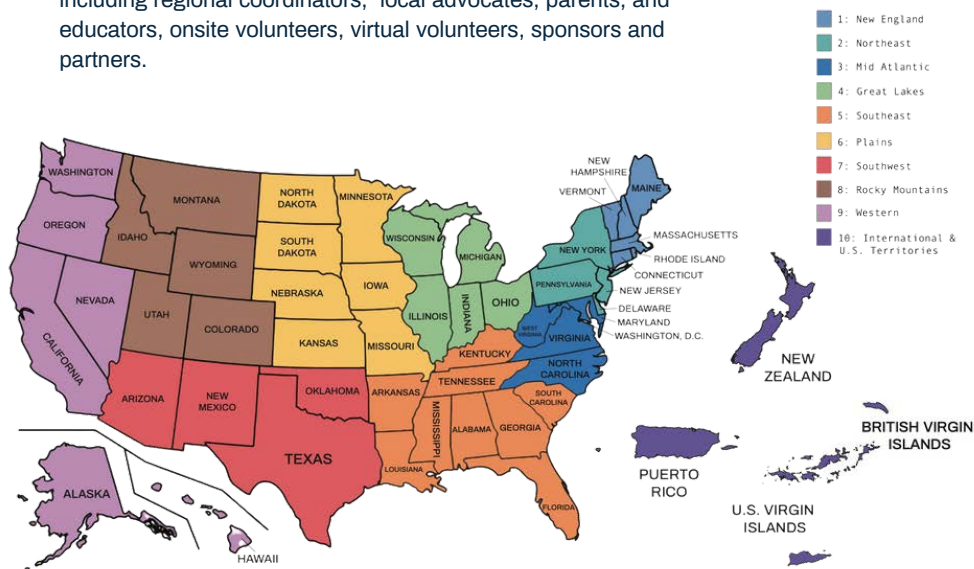 including regional coordinators, local advocates, parents, and
educators, onsite volunteers, virtual volunteers, sponsors and
partners.
1: New England
2: Northeast
3: Mid Atlantic
4: Great Lakes
5: Southeast
6: Plains
7: Southwest
8: Rocky Mountains
9: Western
10: International &
U.S. Territories
WASHINGTON
OREGON
CALIFORNIA
NEVADA
IDAHO
MONTANA
WYOMING
UTAH
COLORADO
ARIZONA
NEW
MEXICO
NORTH
DAKOTA
SOUTH
DAKOTA
NEBRASKA
KANSAS
OKLAHOMA
TEXAS
MINNESOTA
IOWA
MISSOURI
ARKANSAS
LOUISIANA
WISCONSIN
MICHIGAN
ILLINOIS
INDIANA
OHIO
KENTUCKY
TENNESSEE
MISSISSIPPI
ALABAMA
GEORGIA
FLORIDA
SOUTH
CAROLINA
NORTH
CAROLINA
VIRGINIA
WEST
VIRGINIA
PENNSYLVANIA
NEW YORK
NEW
HAMPSHIRE
VERMONT
MAINE
MASSACHUSETTS
RHODE ISLAND
CONNECTICUT
NEW JERSEY
DELAWARE
MARYLAND
WASHINGTON, D.C.
ALASKA
HAWAII
NEW
ZEALAND
PUERTO
RICO
BRITISH VIRGIN
ISLANDS
U.S. VIRGIN
ISLANDS